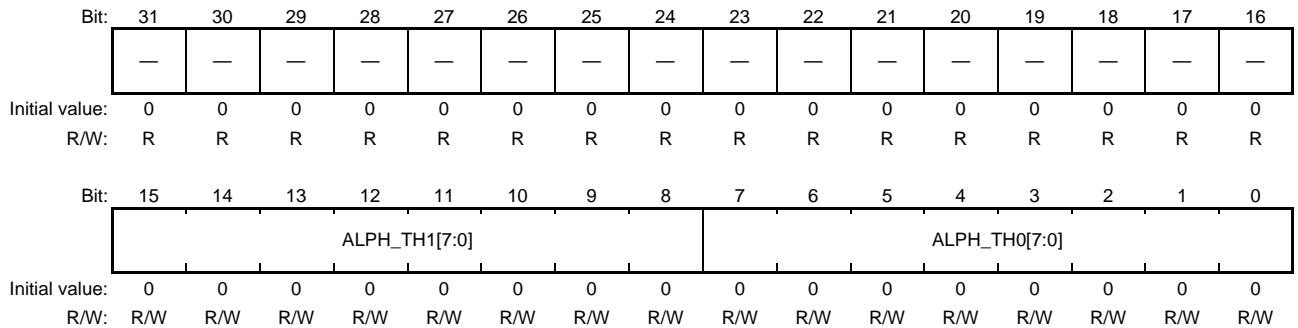 Bit: 31 30 29 28 27 26 25 24 23 22 21 20 19 18 17 16
— — — — — — — — — — — — — — — —
Initial value: 0 0 0 0 0 0 0 0 0 0 0 0 0 0 0 0
R/W: R R R R R R R R R R R R R R R R
Bit: 15 14 13 12 11 10 9 8 7 6 5 4 3 2 1 0
ALPH_TH1[7:0] ALPH_TH0[7:0]
Initial value: 0 0 0 0 0 0 0 0 0 0 0 0 0 0 0 0
R/W: R/W R/W R/W R/W R/W R/W R/W R/W R/W R/W R/W R/W R/W R/W R/W R/W